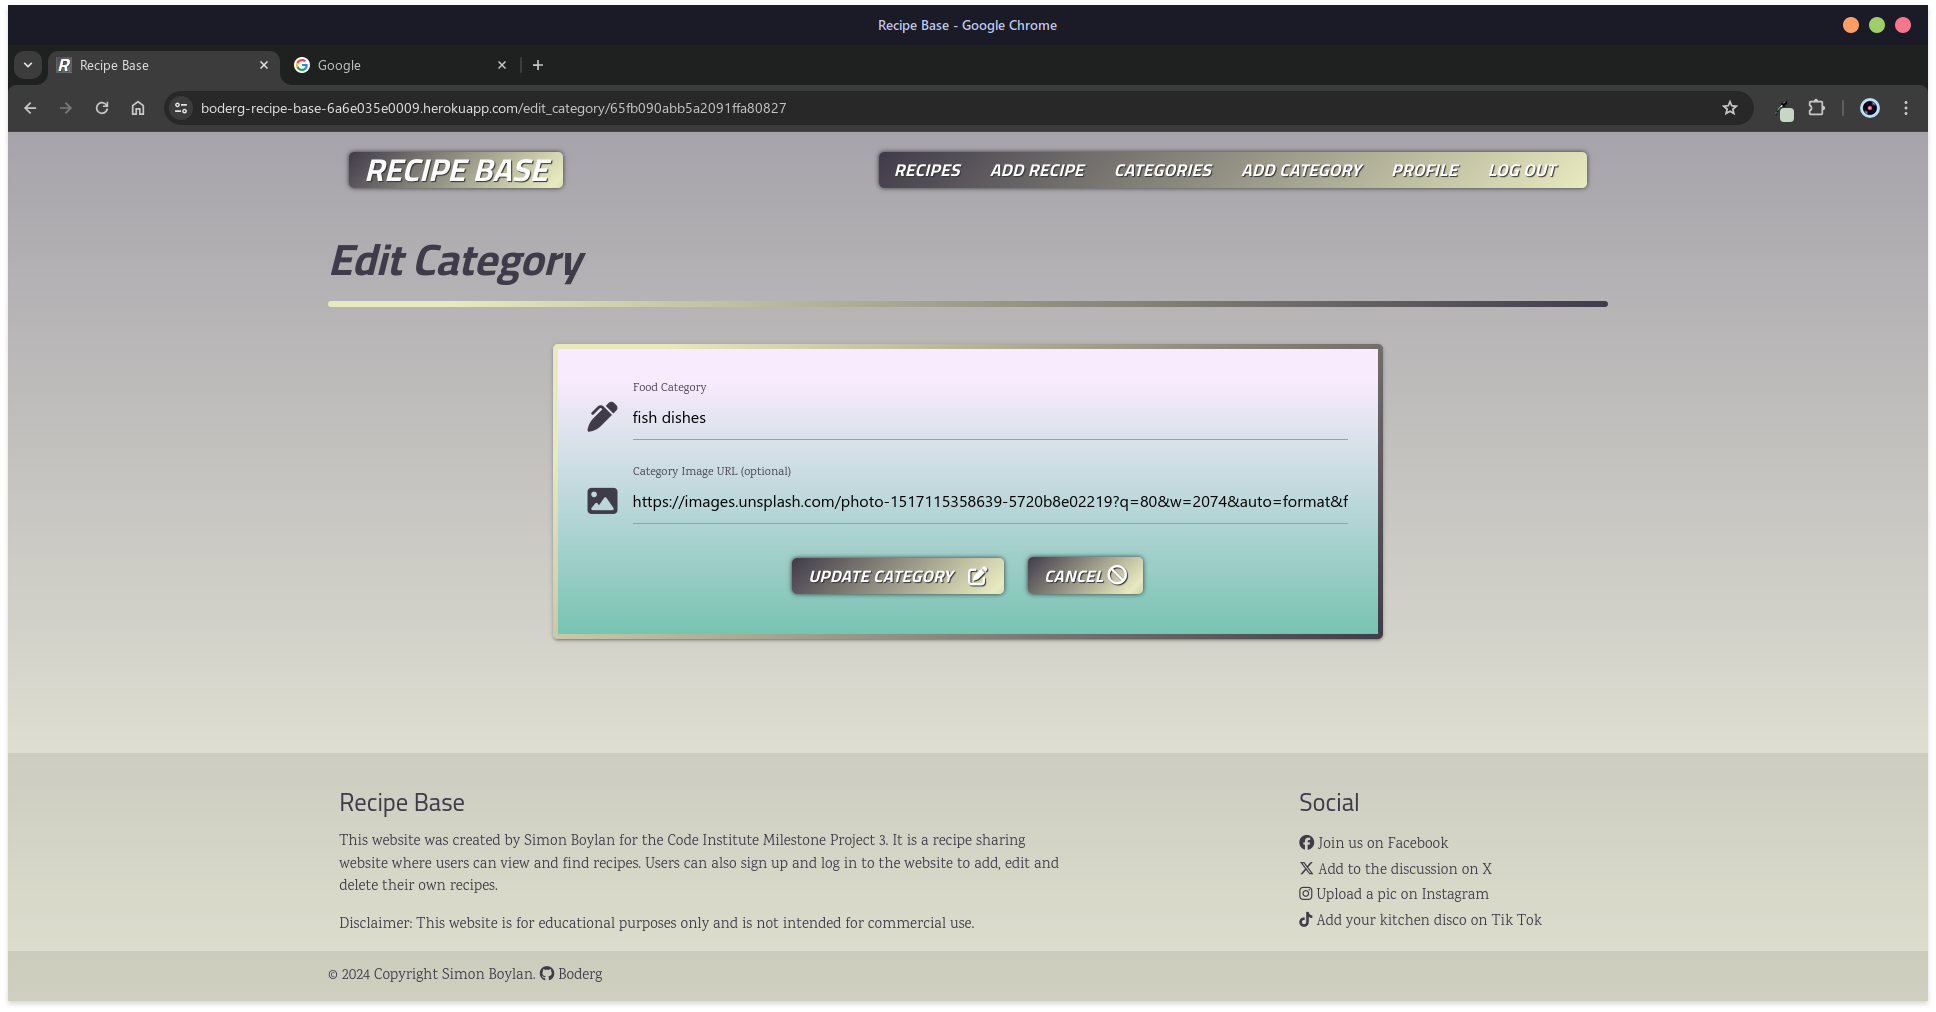 Recipe Base - Google Chrome
Recipe Base
Google
boderg-recipe-base-6a6e035e0009.herokuapp.com/edit_category/65fb090abb5a2091ffa80827
RECIPE BASE
RECIPES ADD RECIPE CATEGORIES ADD CATEGORY PROFILE LOG OUT
Edit Category
Food Category
fish dishes
Category Image URL (optional)
https://images.unsplash.com/photo-1517115358639-5720b8e02219?q=80&w=2074&auto=format&f
UPDATE CATEGORY
CANCEL
Recipe Base
This website was created by Simon Boylan for the Code Institute Milestone Project 3. It is a recipe sharing
website where users can view and find recipes. Users can also sign up and log in to the website to add, edit and
delete their own recipes.
Disclaimer: This website is for educational purposes only and is not intended for commercial use.
Social
Join us on Facebook
Add to the discussion on X
Upload a pic on Instagram
Add your kitchen disco on Tik Tok
© 2024 Copyright Simon Boylan. Boderg